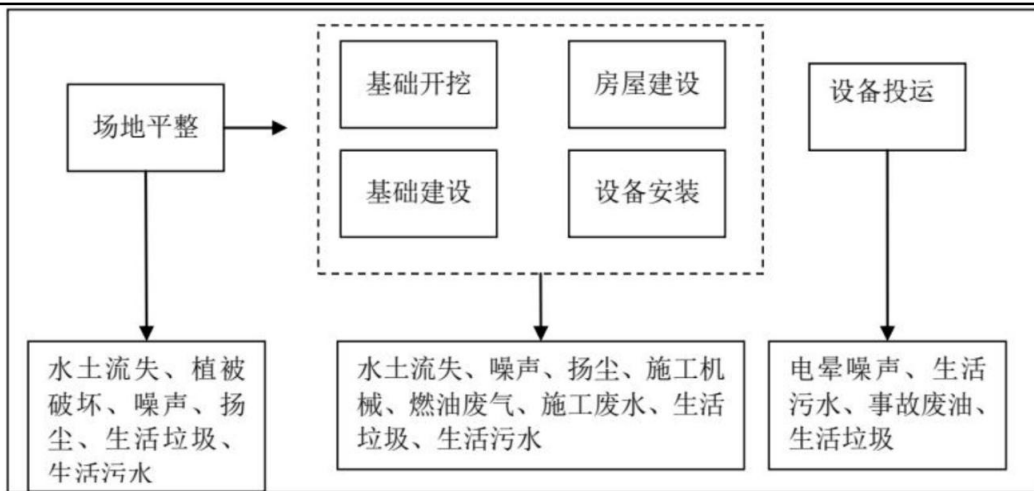 场地平整
基础开挖
房屋建设
基础建设
设备安装
设备投运
水土流失、植被
破坏、噪声、扬
尘、生活垃圾、
生活污水
水土流失、噪声、扬尘、施工机
械、燃油废气、施工废水、生活
垃圾、生活污水
电晕噪声、生活
污水、事故废油、
生活垃圾